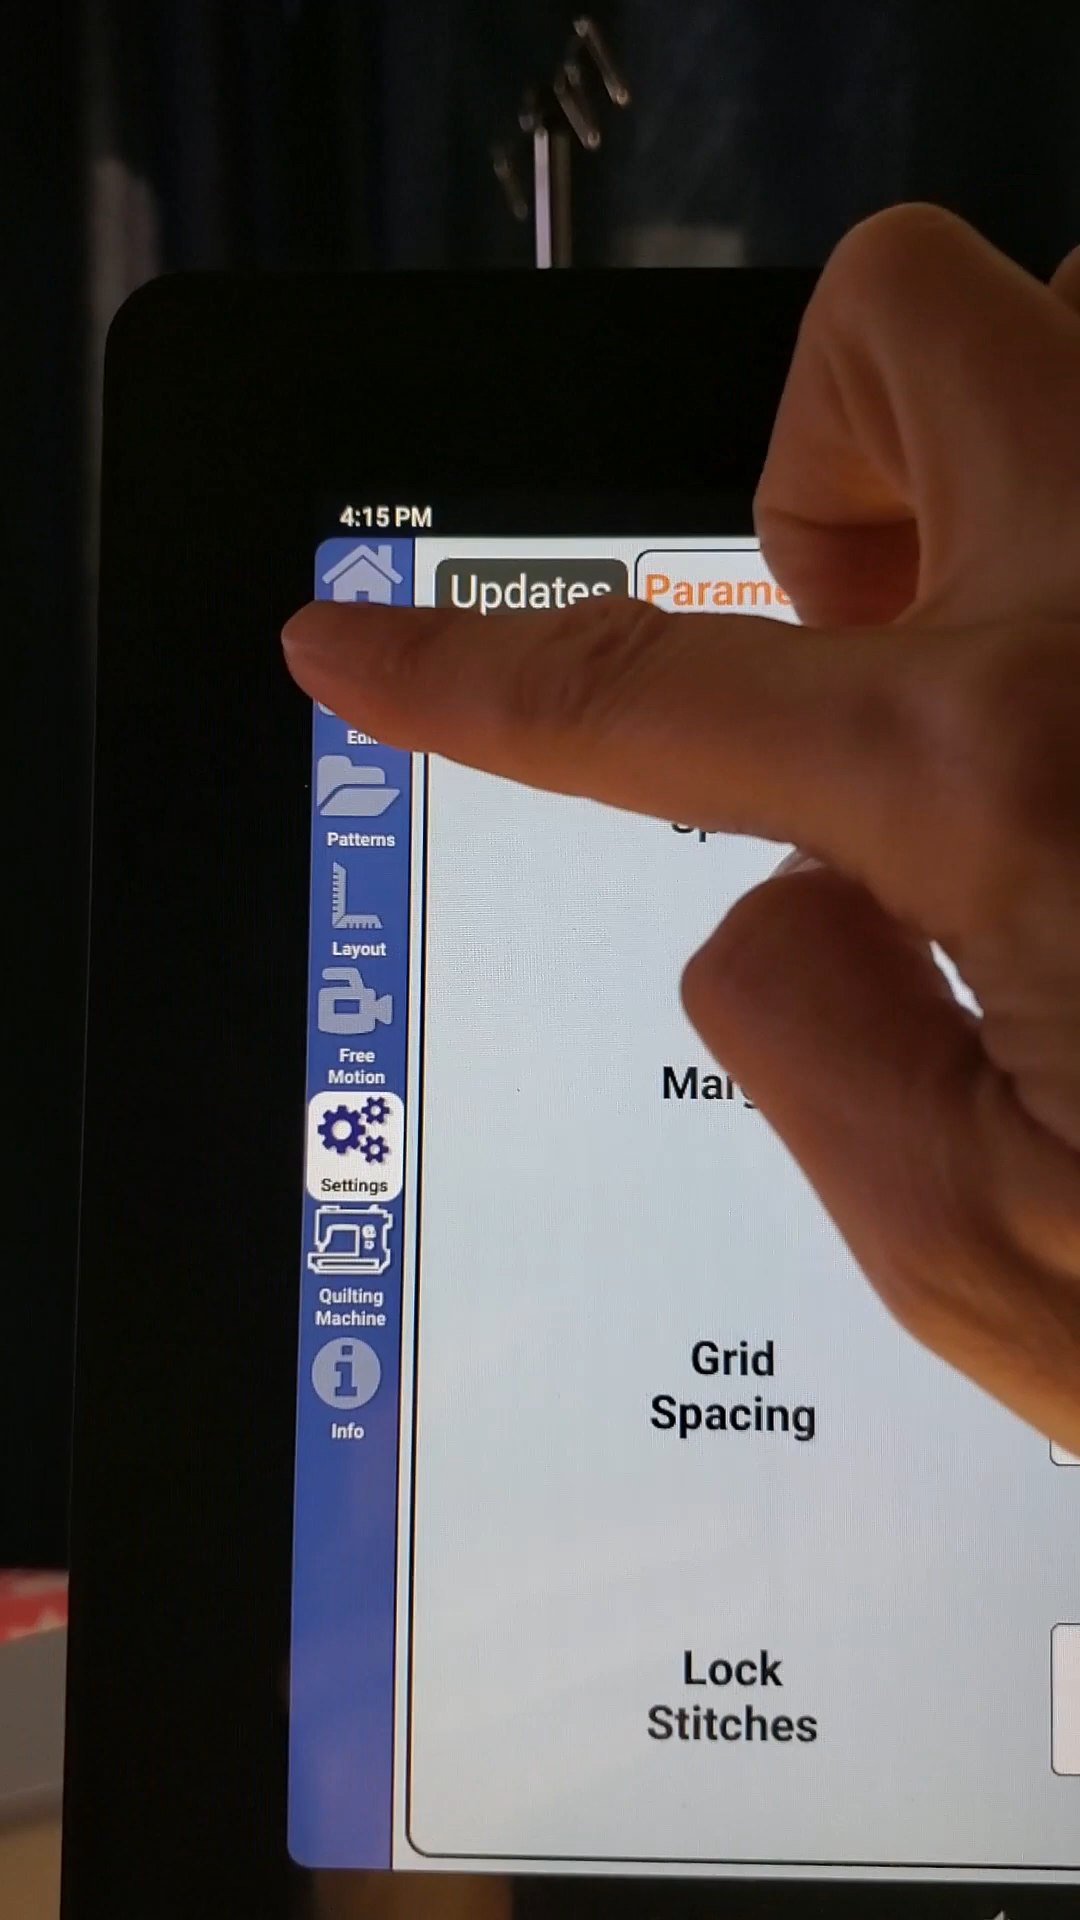 4:15 PM
Updates
Patterns
Layout
Free
Motion
Settings
Quilting
Machine
Info
Grid
Spacing
Lock
Stitches